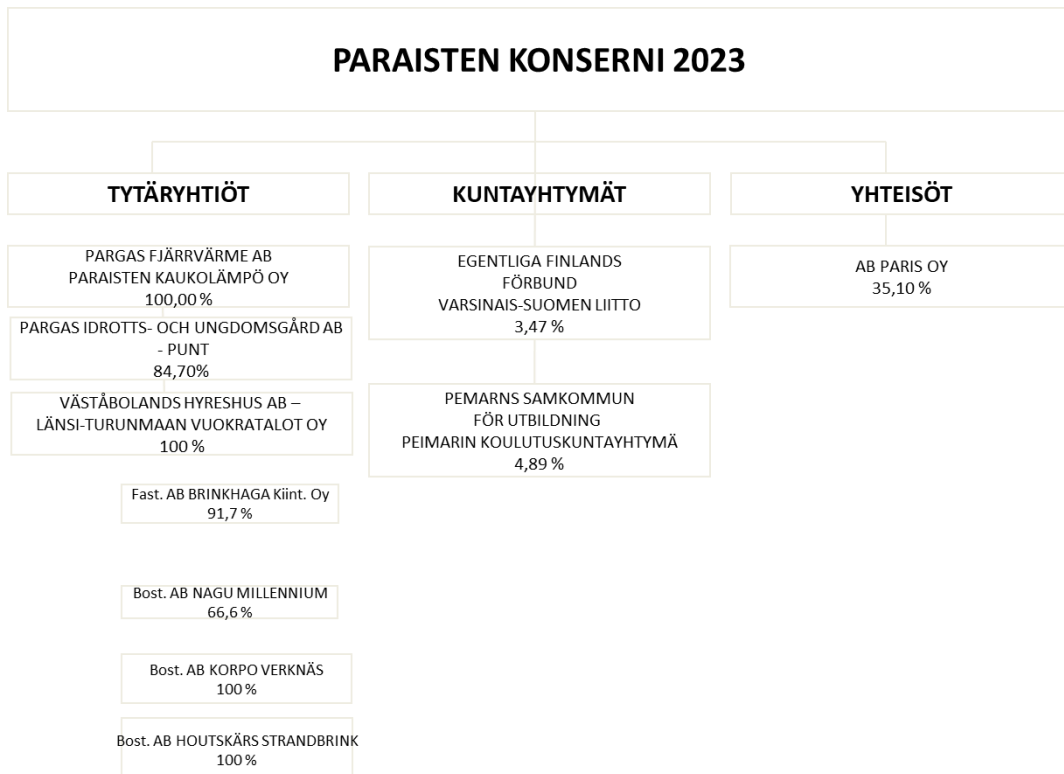 PARAISTEN KONSERNI 2023
TYTÄRYHTIÖT
PARGAS FJÄRRVÄRME AB
PARAISTEN KAUKOLÄMPÖ OY
100,00 %
PARGAS IDROTTS- OCH UNGDOMSGÅRD AB
- PUNT
84,70%
VÄSTÅBOLANDS HYRESHUS AB –
LÄNSI-TURUNMAAN VUOKRATALOT OY
100 %
Fast. AB BRINKHAGA Kiint. Oy
91,7 %
Bost. AB NAGU MILLENNIUM
66,6 %
Bost. AB KORPO VERKNÄS
100 %
Bost. AB HOUTSKÄRS STRANDBRINK
100 %
KUNTAYHTYMÄT
EGENTLIGA FINLANDS
FÖRBUND
VARSINAIS-SUOMEN LIITTO
3,47 %
PEMARNS SAMKOMMUN
FÖR UTBILDNING
PEIMARIN KOULUTUSKUNTAYHTYMÄ
4,89 %
YHTEISÖT
AB PARIS OY
35,10 %